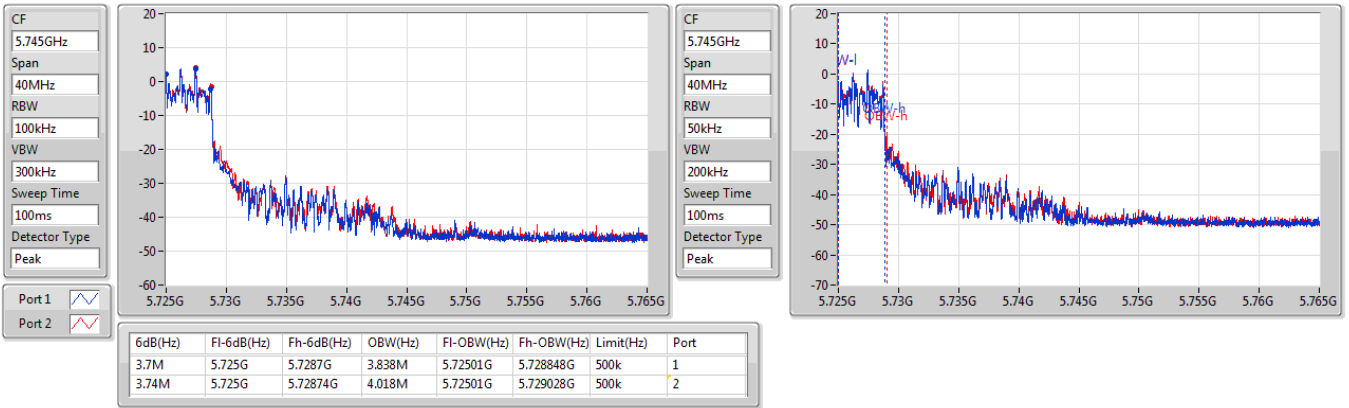 CF
5.745GHz
Span
40MHz
RBW
100kHz
VBW
300kHz
Sweep Time
100ms
Detector Type
Peak
Port 1
Port 2
20
10
0
-10
-20
-30
-40
-50
-60
5.725G 5.73G 5.735G 5.74G 5.745G 5.75G 5.755G 5.76G 5.765G
CF
5.745GHz
Span
40MHz
RBW
50kHz
VBW
200kHz
Sweep Time
100ms
Detector Type
Peak
20
10
0
-10
-20
-30
-40
-50
-60
-70
W-l
OBW-h
OBW-h
5.725G 5.73G 5.735G 5.74G 5.745G 5.75G 5.755G 5.76G 5.765G
6dB(Hz) Fl-6dB(Hz) Fh-6dB(Hz) OBW(Hz) Fl-OBW(Hz) Fh-OBW(Hz) Limit(Hz) Port
3.7M 5.725G 5.7287G 3.838M 5.72501G 5.728848G 500k 1
3.74M 5.725G 5.72874G 4.018M 5.72501G 5.729028G 500k 2